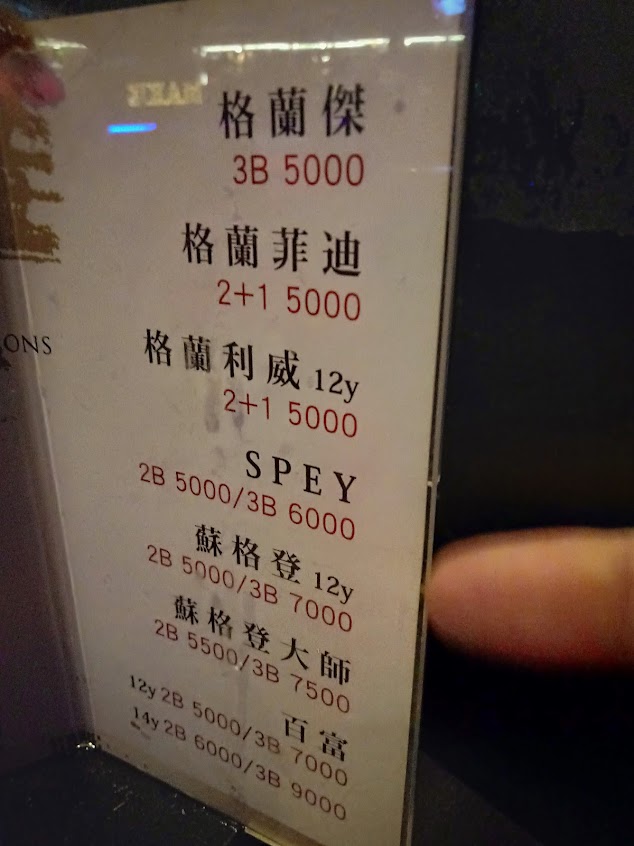 格蘭傑
3B 5000
格蘭菲迪
2+1 5000
格蘭利威 12y
2+1 5000
SPEY
2B 5000/3B 6000
蘇格登 12y
2B 5000/3B 7000
蘇格登大師
2B 5500/3B 7500
百富
12y 2B 5000/3B 7000
14y 2B 6000/3B 9000
ONS